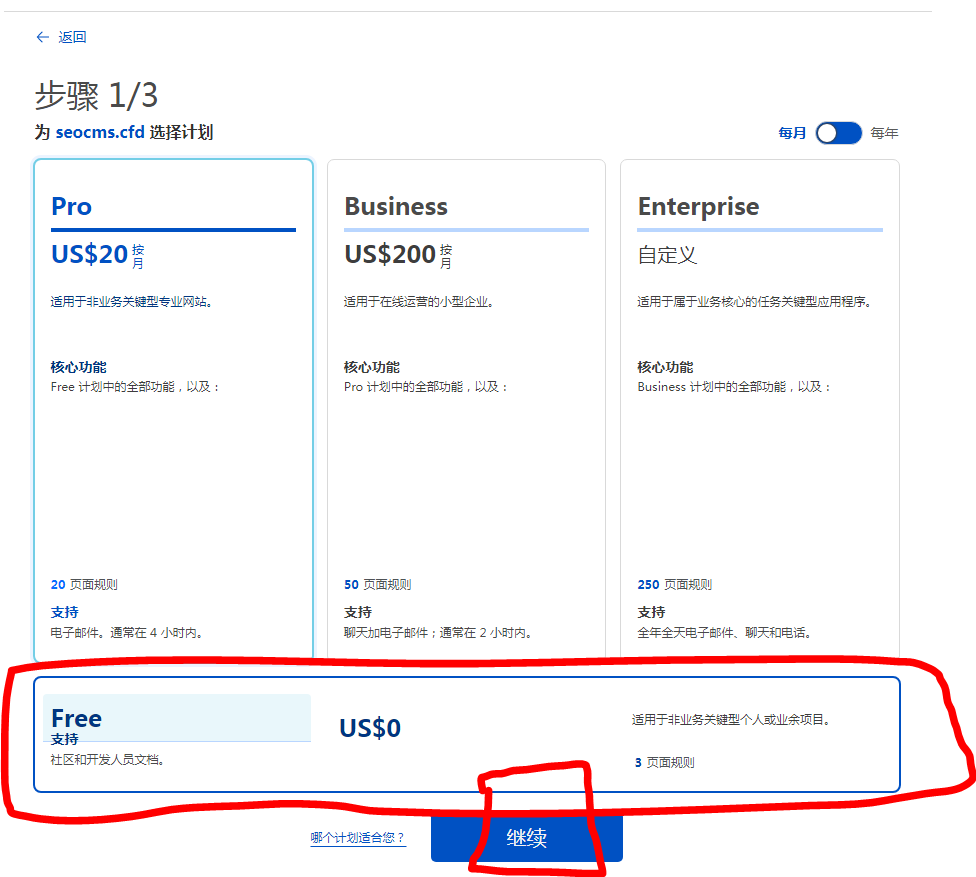 ← 返回
步骤 1/3
为 seocms.cfd 选择计划
每月 每年
Pro
US$20 按月
适用于非业务关键型专业网站。
核心功能
Free 计划中的全部功能，以及：
20 页面规则
支持
电子邮件。通常在 4 小时内。
Business
US$200 按月
适用于在线运营的小型企业。
核心功能
Pro 计划中的全部功能，以及：
50 页面规则
支持
聊天加电子邮件；通常在 2 小时内。
Enterprise
自定义
适用于属于业务核心的任务关键型应用程序。
核心功能
Business 计划中的全部功能，以及：
250 页面规则
支持
全年全天电子邮件、聊天和电话。
Free
支持
社区和开发人员文档。
US$0
适用于非业务关键型个人或业余项目。
3 页面规则
哪个计划适合您？
继续